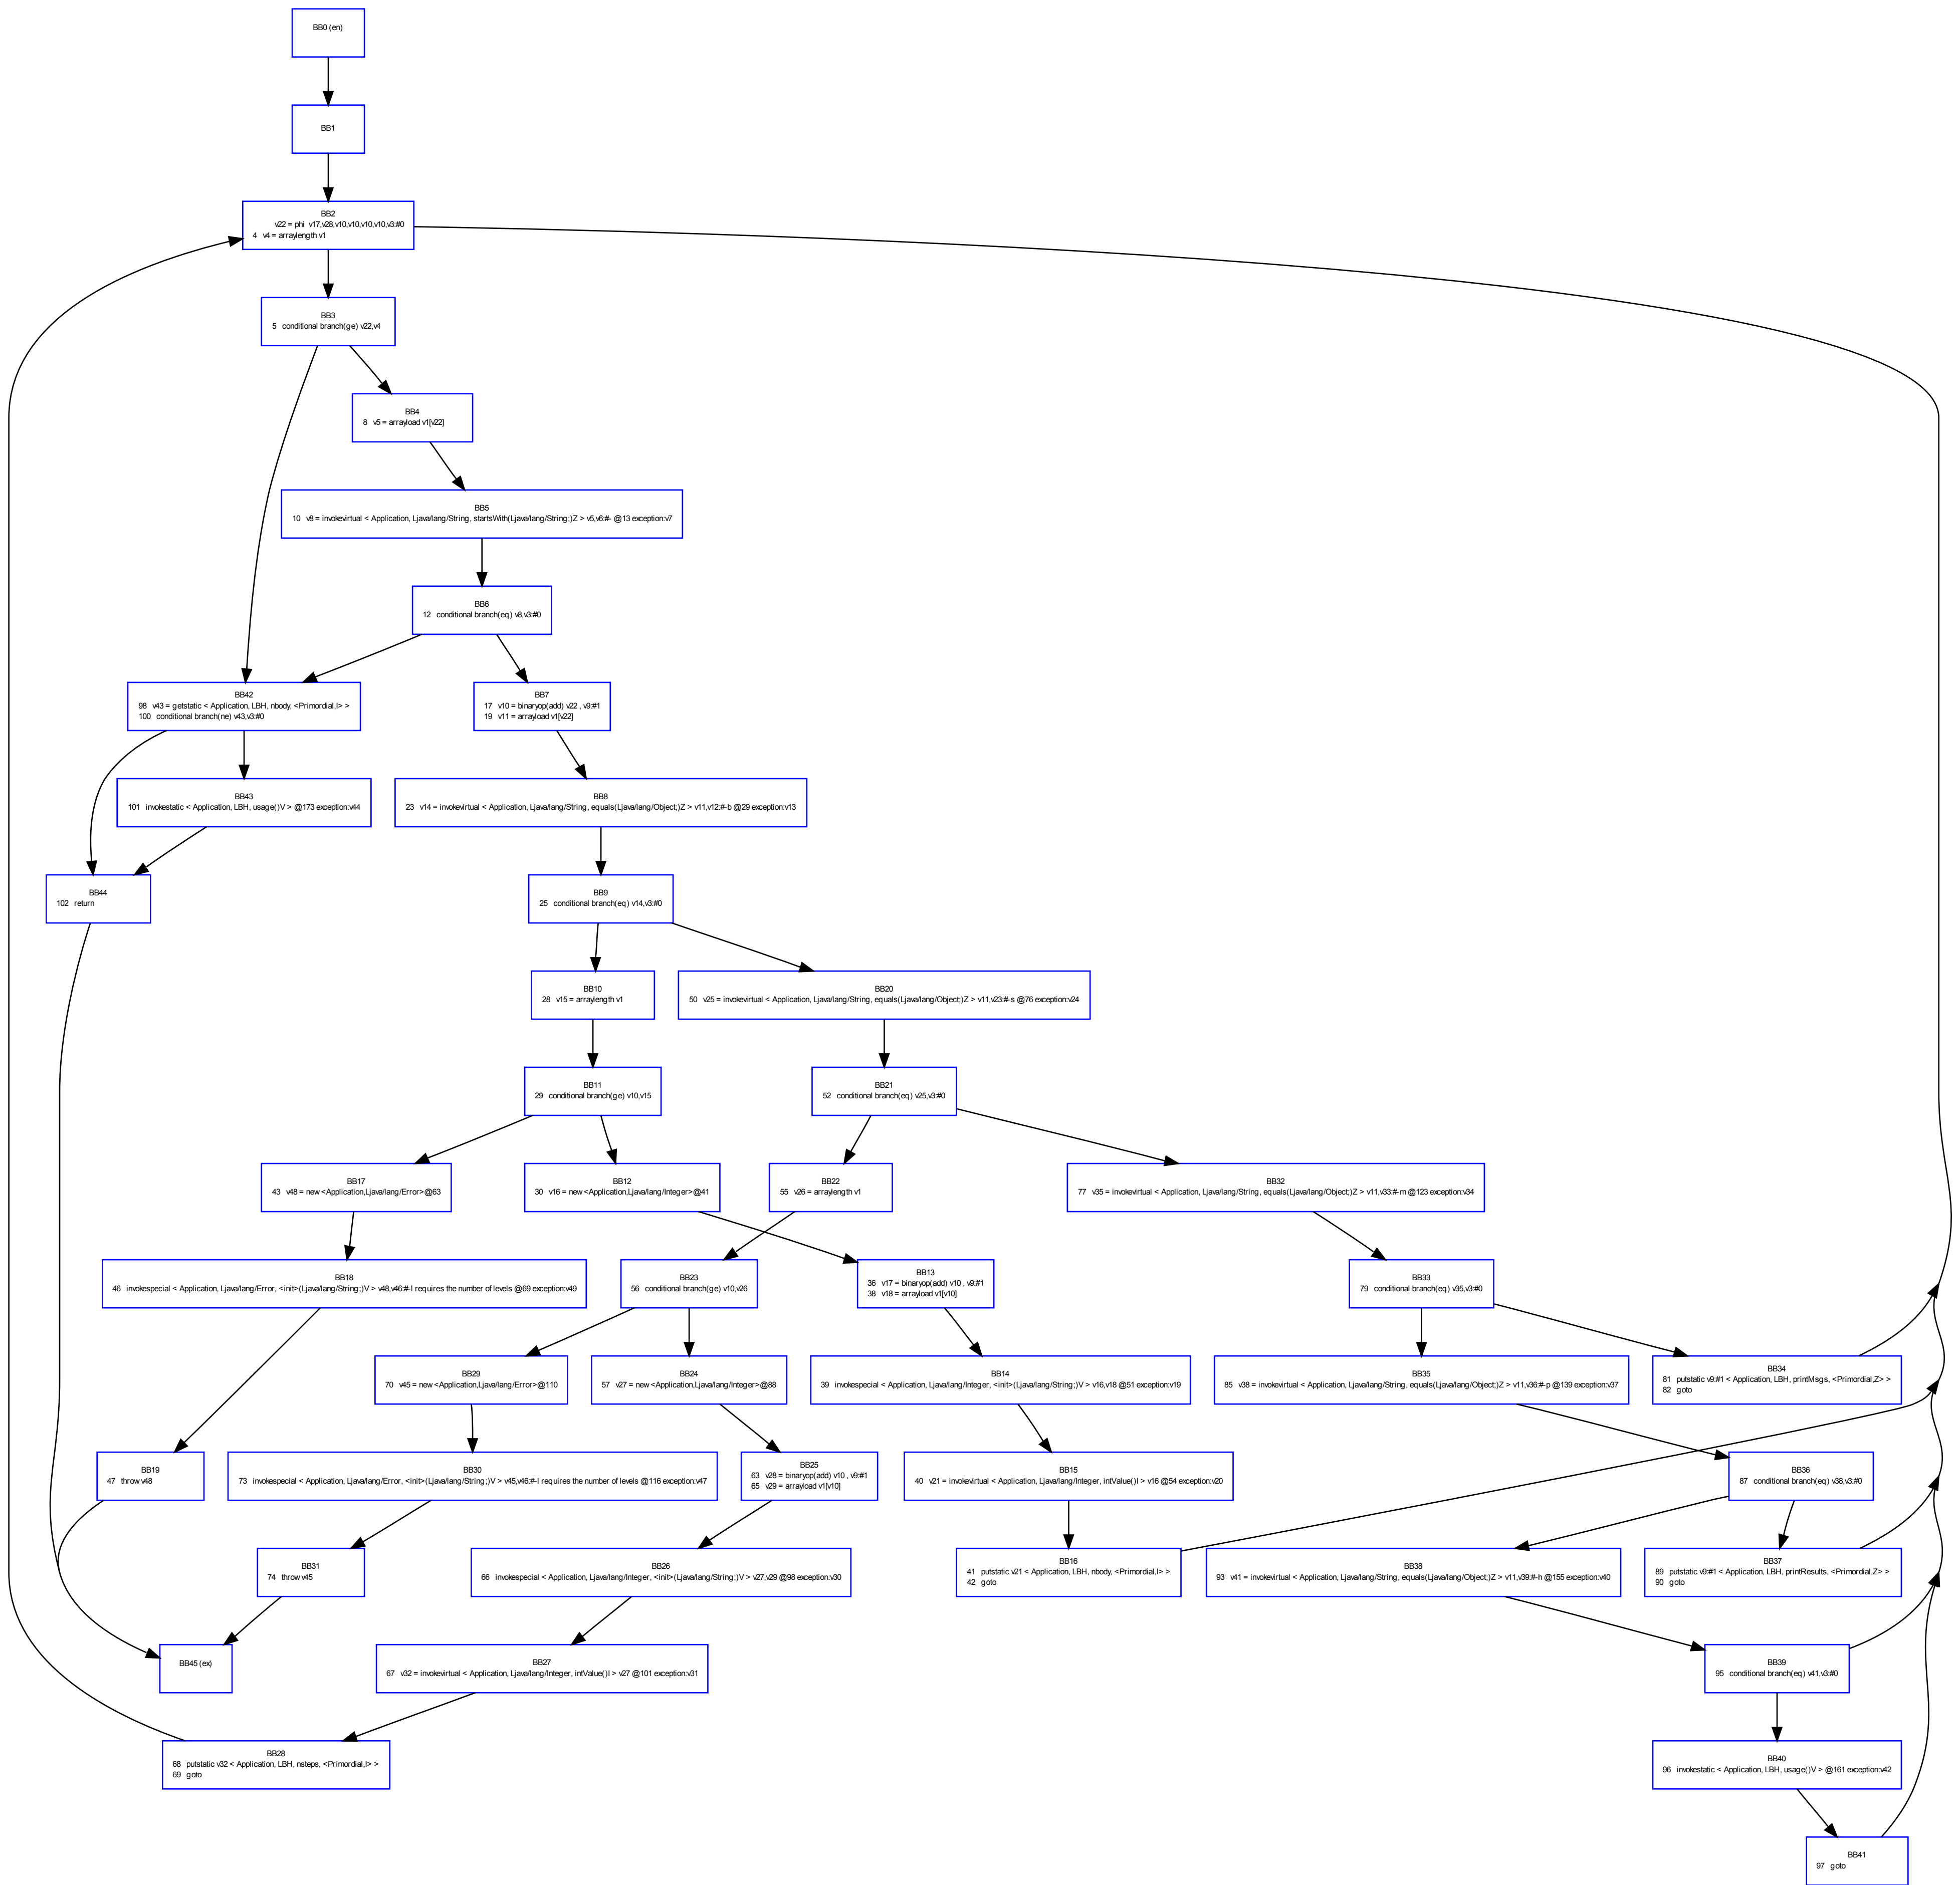 BB0 (en)
BB1
BB2
v22 = phi v17,v28,v10,v10,v10,v10,v3:#0
4 v4 = arraylength v1
BB3
5 conditional branch(ge) v22,v4
BB4
8 v5 = arrayload v1[v22]
BB5
10 v8 = invokevirtual < Application, Ljava/lang/String, startsWith(Ljava/lang/String;)Z > v5,v6:#- @13 exception:v7
BB6
12 conditional branch(eq) v8,v3:#0
BB42
98 v43 = getstatic < Application, LBH, nbody, <Primordial,I> >
100 conditional branch(ne) v43,v3:#0
BB7
17 v10 = binaryop(add) v22 , v9:#1
19 v11 = arrayload v1[v22]
BB43
101 invokestatic < Application, LBH, usage()V > @173 exception:v44
BB8
23 v14 = invokevirtual < Application, Ljava/lang/String, equals(Ljava/lang/Object;)Z > v11,v12:#-b @29 exception:v13
BB44
102 return
BB9
25 conditional branch(eq) v14,v3:#0
BB10
28 v15 = arraylength v1
BB20
50 v25 = invokevirtual < Application, Ljava/lang/String, equals(Ljava/lang/Object;)Z > v11,v23:#-s @76 exception:v24
BB11
29 conditional branch(ge) v10,v15
BB21
52 conditional branch(eq) v25,v3:#0
BB17
43 v48 = new <Application,Ljava/lang/Error>@63
BB12
30 v16 = new <Application,Ljava/lang/Integer>@41
BB22
55 v26 = arraylength v1
BB32
77 v35 = invokevirtual < Application, Ljava/lang/String, equals(Ljava/lang/Object;)Z > v11,v33:#-m @123 exception:v34
BB18
46 invokespecial < Application, Ljava/lang/Error, <init>(Ljava/lang/String;)V > v48,v46:#-l requires the number of levels @69 exception:v49
BB23
56 conditional branch(ge) v10,v26
BB13
36 v17 = binaryop(add) v10 , v9:#1
38 v18 = arrayload v1[v10]
BB33
79 conditional branch(eq) v35,v3:#0
BB29
70 v45 = new <Application,Ljava/lang/Error>@110
BB24
57 v27 = new <Application,Ljava/lang/Integer>@88
BB14
39 invokespecial < Application, Ljava/lang/Integer, <init>(Ljava/lang/String;)V > v16,v18 @51 exception:v19
BB35
85 v38 = invokevirtual < Application, Ljava/lang/String, equals(Ljava/lang/Object;)Z > v11,v36:#-p @139 exception:v37
BB34
81 putstatic v9:#1 < Application, LBH, printMsgs, <Primordial,Z> >
82 goto
BB19
47 throw v48
BB30
73 invokespecial < Application, Ljava/lang/Error, <init>(Ljava/lang/String;)V > v45,v46:#-l requires the number of levels @116 exception:v47
BB25
63 v28 = binaryop(add) v10 , v9:#1
65 v29 = arrayload v1[v10]
BB15
40 v21 = invokevirtual < Application, Ljava/lang/Integer, intValue()I > v16 @54 exception:v20
BB36
87 conditional branch(eq) v38,v3:#0
BB31
74 throw v45
BB26
66 invokespecial < Application, Ljava/lang/Integer, <init>(Ljava/lang/String;)V > v27,v29 @98 exception:v30
BB16
41 putstatic v21 < Application, LBH, nbody, <Primordial,I> >
42 goto
BB38
93 v41 = invokevirtual < Application, Ljava/lang/String, equals(Ljava/lang/Object;)Z > v11,v39:#-h @155 exception:v40
BB37
89 putstatic v9:#1 < Application, LBH, printResults, <Primordial,Z> >
90 goto
BB45 (ex)
BB27
67 v32 = invokevirtual < Application, Ljava/lang/Integer, intValue()I > v27 @101 exception:v31
BB39
95 conditional branch(eq) v41,v3:#0
BB28
68 putstatic v32 < Application, LBH, nsteps, <Primordial,I> >
69 goto
BB40
96 invokestatic < Application, LBH, usage()V > @161 exception:v42
BB41
97 goto